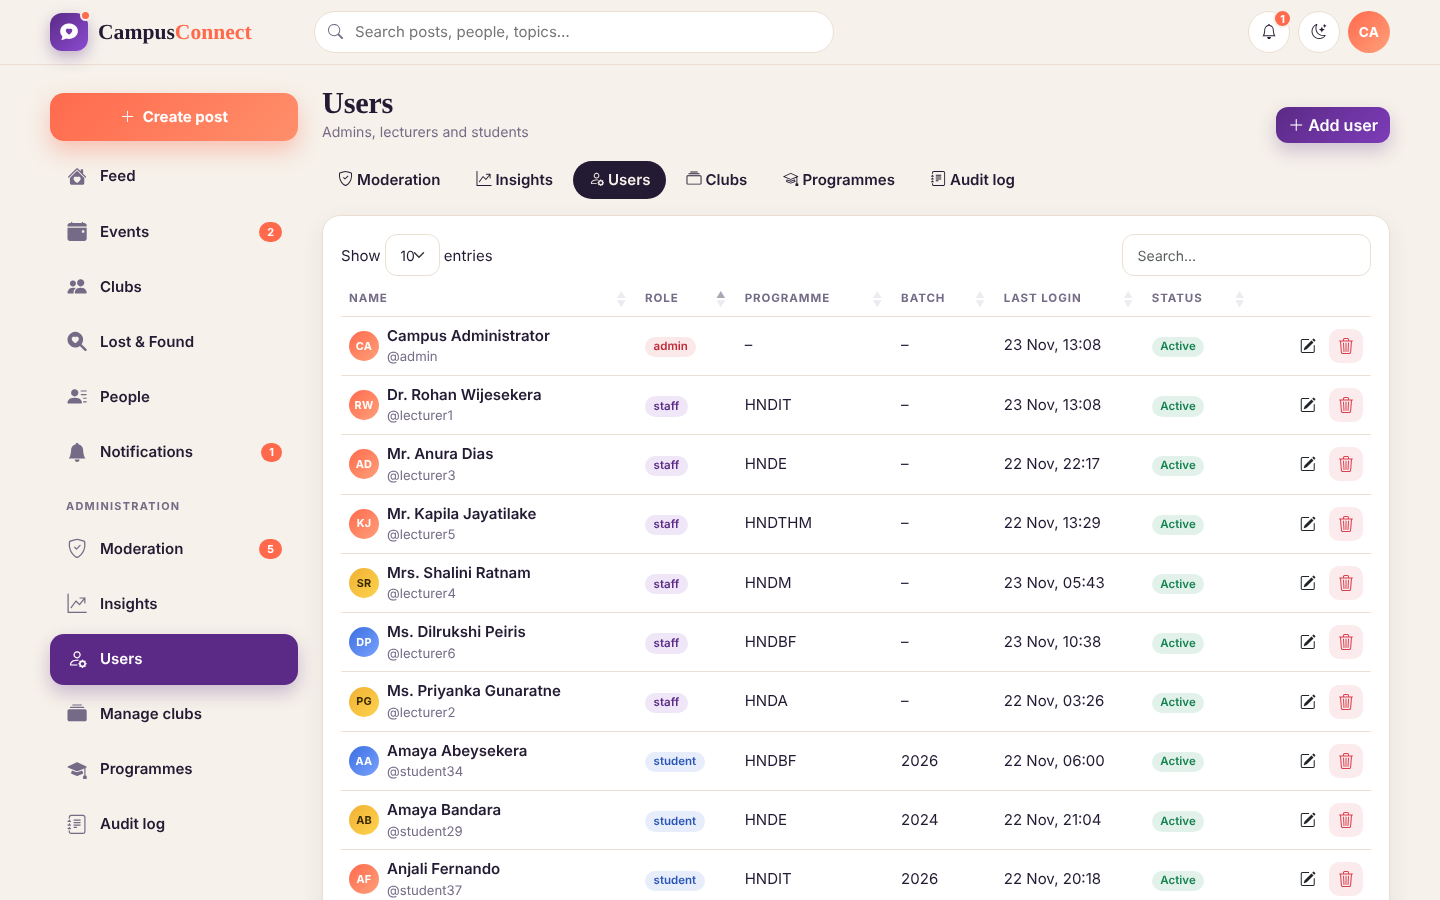 CampusConnect
Search posts, people, topics...
1
CA
Create post
Feed
Events 2
Clubs
Lost & Found
People
Notifications 1
ADMINISTRATION
Moderation 5
Insights
Users
Manage clubs
Programmes
Audit log
Users
Admins, lecturers and students
Add user
Moderation Insights Users Clubs Programmes Audit log
Show 10 entries Search...
NAME ROLE PROGRAMME BATCH LAST LOGIN STATUS
CA Campus Administrator @admin admin – – 23 Nov, 13:08 Active
RW Dr. Rohan Wijesekera @lecturer1 staff HNDIT – 23 Nov, 13:08 Active
AD Mr. Anura Dias @lecturer3 staff HNDE – 22 Nov, 22:17 Active
KJ Mr. Kapila Jayatilake @lecturer5 staff HNDTHM – 22 Nov, 13:29 Active
SR Mrs. Shalini Ratnam @lecturer4 staff HNDM – 23 Nov, 05:43 Active
DP Ms. Dilrukshi Peiris @lecturer6 staff HNDBF – 23 Nov, 10:38 Active
PG Ms. Priyanka Gunaratne @lecturer2 staff HNDA – 22 Nov, 03:26 Active
AA Amaya Abeysekera @student34 student HNDBF 2026 22 Nov, 06:00 Active
AB Amaya Bandara @student29 student HNDE 2024 22 Nov, 21:04 Active
AF Anjali Fernando @student37 student HNDIT 2026 22 Nov, 20:18 Active